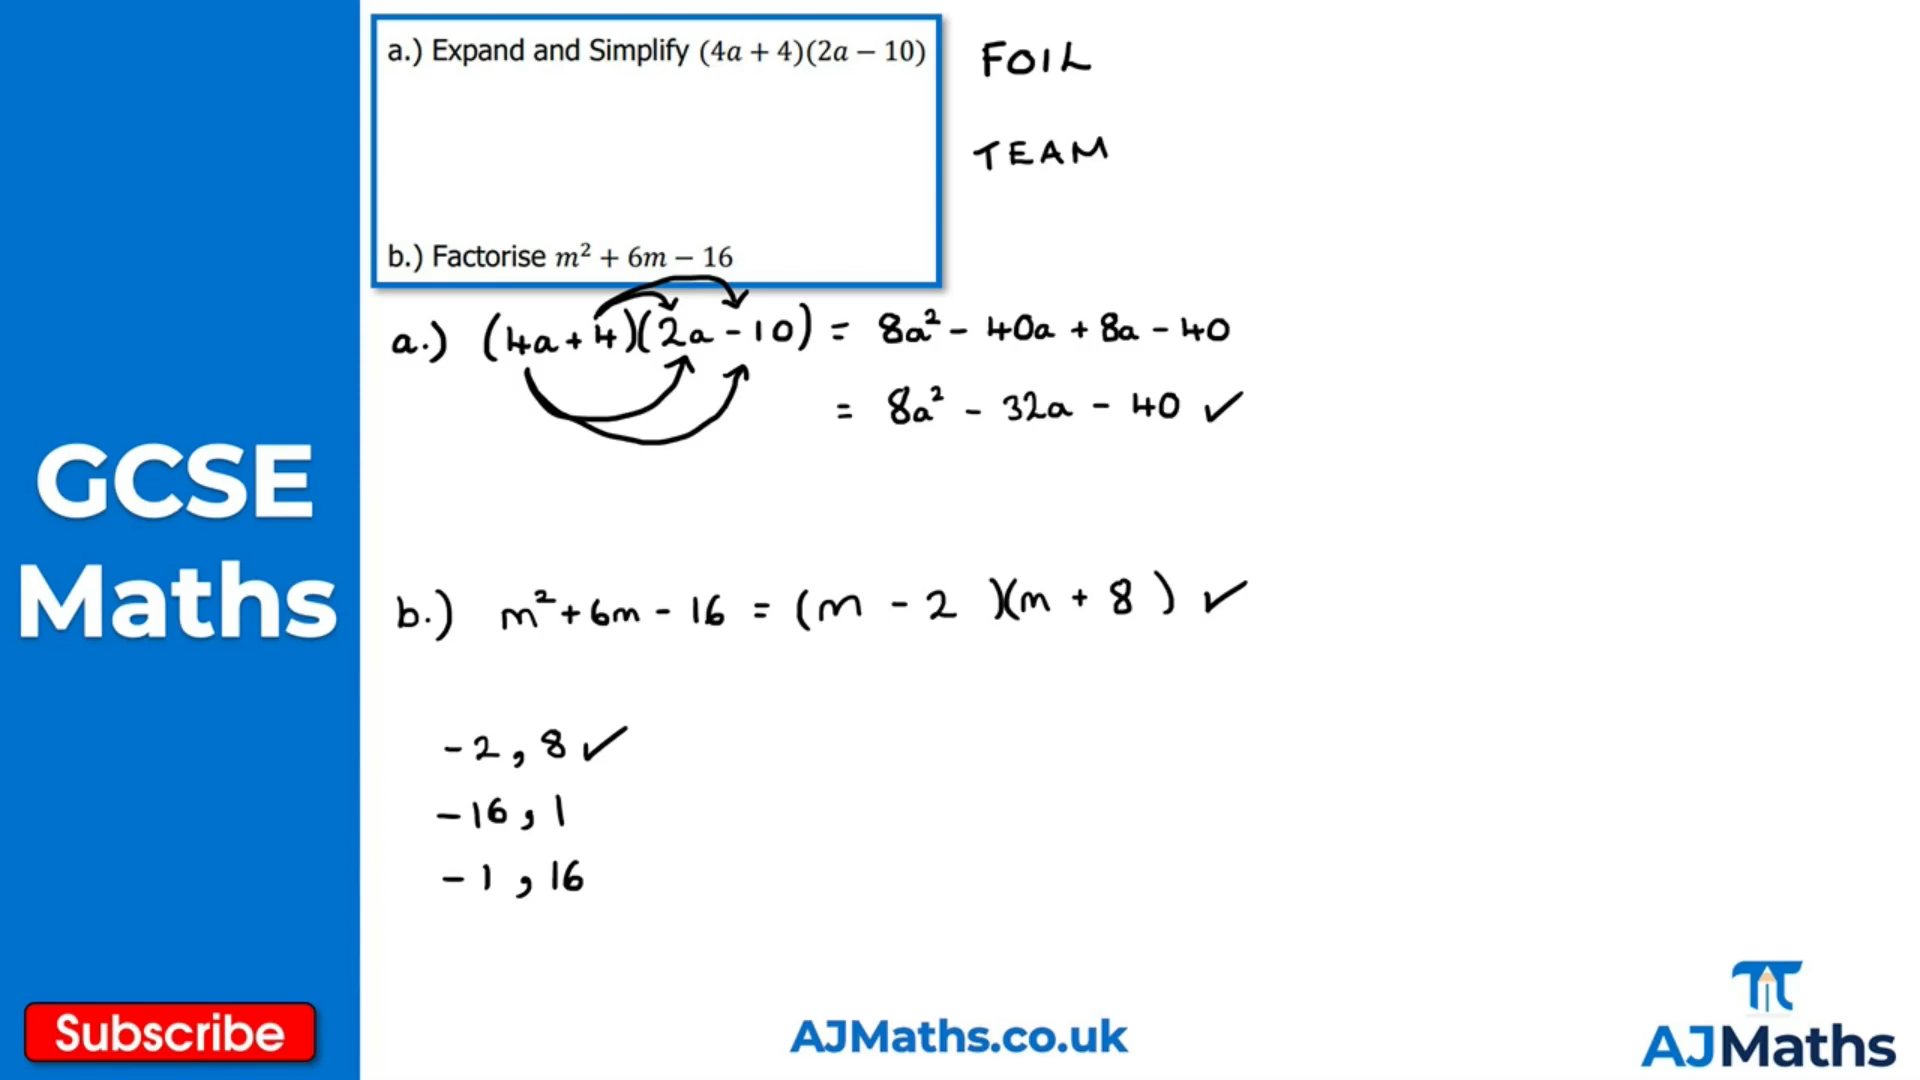 a.) Expand and Simplify (4a + 4)(2a − 10)
FOIL
TEAM
b.) Factorise m² + 6m − 16
a.) (4a + 4)(2a - 10) = 8a² - 40a + 8a - 40
= 8a² - 32a - 40 ✓
GCSE
Maths
b.) m² + 6m - 16 = (m - 2 )(m + 8 ) ✓
-2, 8 ✓
-16, 1
-1, 16
Subscribe
AJMaths.co.uk
AJMaths